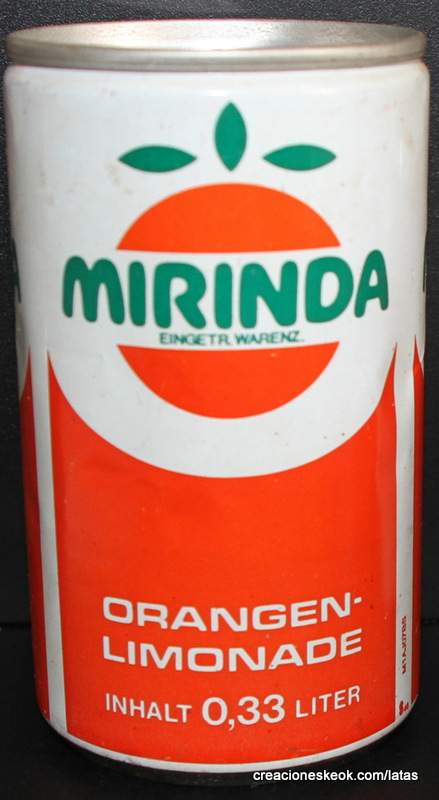 MIRINDA
EINGETR. WARENZ.
ORANGEN-
LIMONADE
INHALT 0,33 LITER
creacioneskeok.com/latas